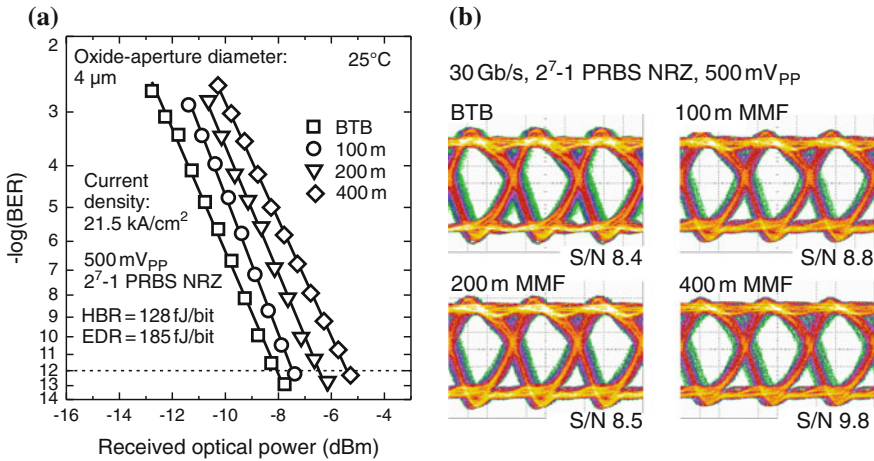 (a)
Oxide-aperture diameter:
4 µm
25°C
BTB
100 m
200 m
400 m
Current
density:
21.5 kA/cm²
500 mVPP
2⁷-1 PRBS NRZ
HBR = 128 fJ/bit
EDR = 185 fJ/bit
-log(BER)
2
3
4
5
6
7
8
9
10
11
12
13
14
-16
-14
-12
-10
-8
-6
-4
Received optical power (dBm)
(b)
30 Gb/s, 2⁷-1 PRBS NRZ, 500 mVPP
BTB
100 m MMF
S/N 8.4
S/N 8.8
200 m MMF
400 m MMF
S/N 8.5
S/N 9.8